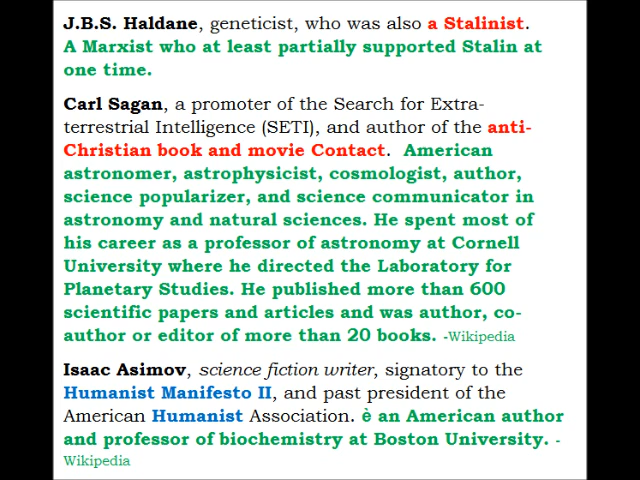 J.B.S. Haldane, geneticist, who was also a Stalinist.
A Marxist who at least partially supported Stalin at
one time.
Carl Sagan, a promoter of the Search for Extra-
terrestrial Intelligence (SETI), and author of the anti-
Christian book and movie Contact. American
astronomer, astrophysicist, cosmologist, author,
science popularizer, and science communicator in
astronomy and natural sciences. He spent most of
his career as a professor of astronomy at Cornell
University where he directed the Laboratory for
Planetary Studies. He published more than 600
scientific papers and articles and was author, co-
author or editor of more than 20 books. -Wikipedia
Isaac Asimov, science fiction writer, signatory to the
Humanist Manifesto II, and past president of the
American Humanist Association. è an American author
and professor of biochemistry at Boston University. -
Wikipedia